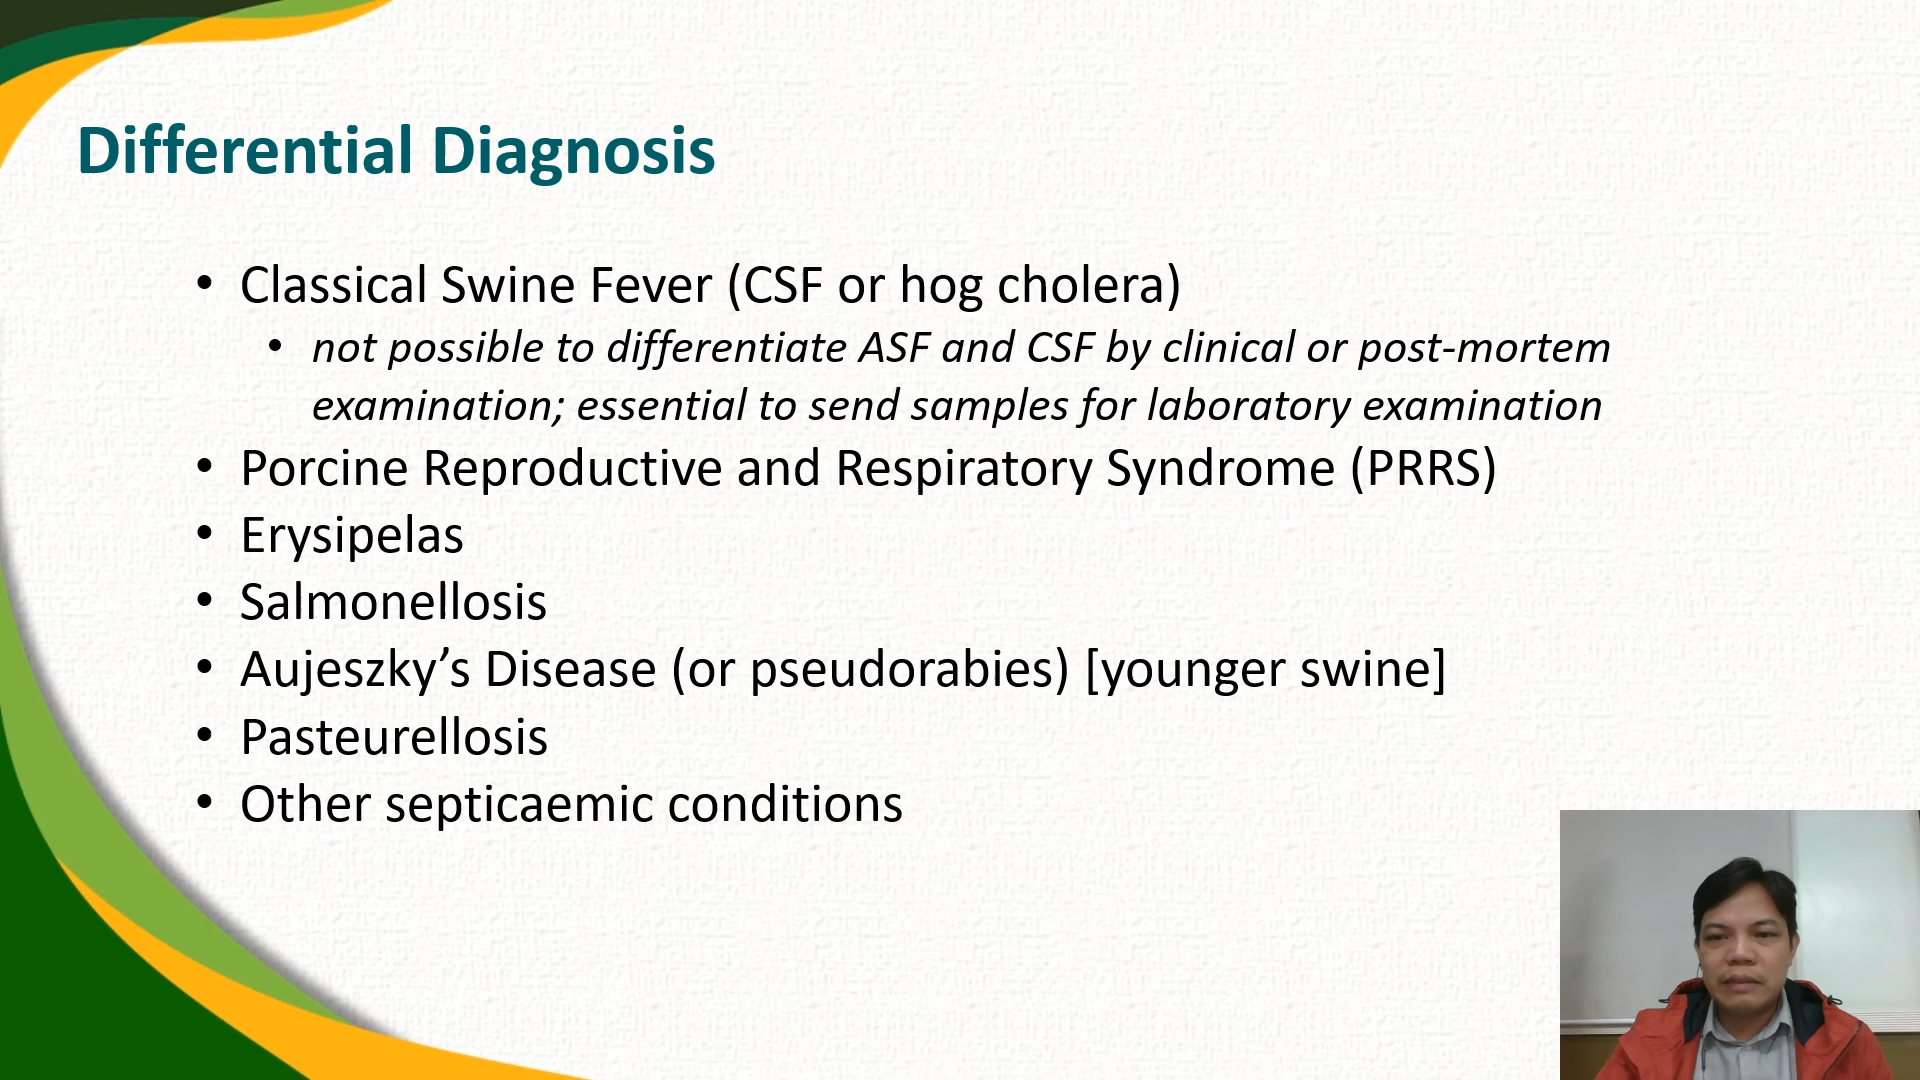 Differential Diagnosis
• Classical Swine Fever (CSF or hog cholera)
• not possible to differentiate ASF and CSF by clinical or post-mortem
examination; essential to send samples for laboratory examination
• Porcine Reproductive and Respiratory Syndrome (PRRS)
• Erysipelas
• Salmonellosis
• Aujeszky’s Disease (or pseudorabies) [younger swine]
• Pasteurellosis
• Other septicaemic conditions